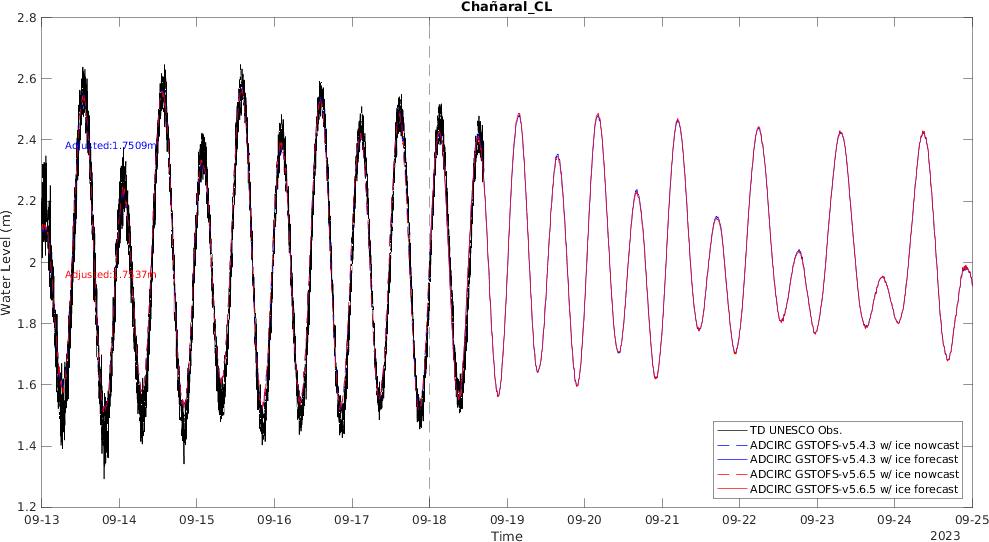 Chañaral_CL
2.8
2.6
2.4
2.2
2
1.8
1.6
1.4
1.2
Water Level (m)
Adjusted:1.7509m
Adjusted:1.7537m
TD UNESCO Obs.
ADCIRC GSTOFS-v5.4.3 w/ ice nowcast
ADCIRC GSTOFS-v5.4.3 w/ ice forecast
ADCIRC GSTOFS-v5.6.5 w/ ice nowcast
ADCIRC GSTOFS-v5.6.5 w/ ice forecast
09-13 09-14 09-15 09-16 09-17 09-18 09-19 09-20 09-21 09-22 09-23 09-24 09-25
Time
2023